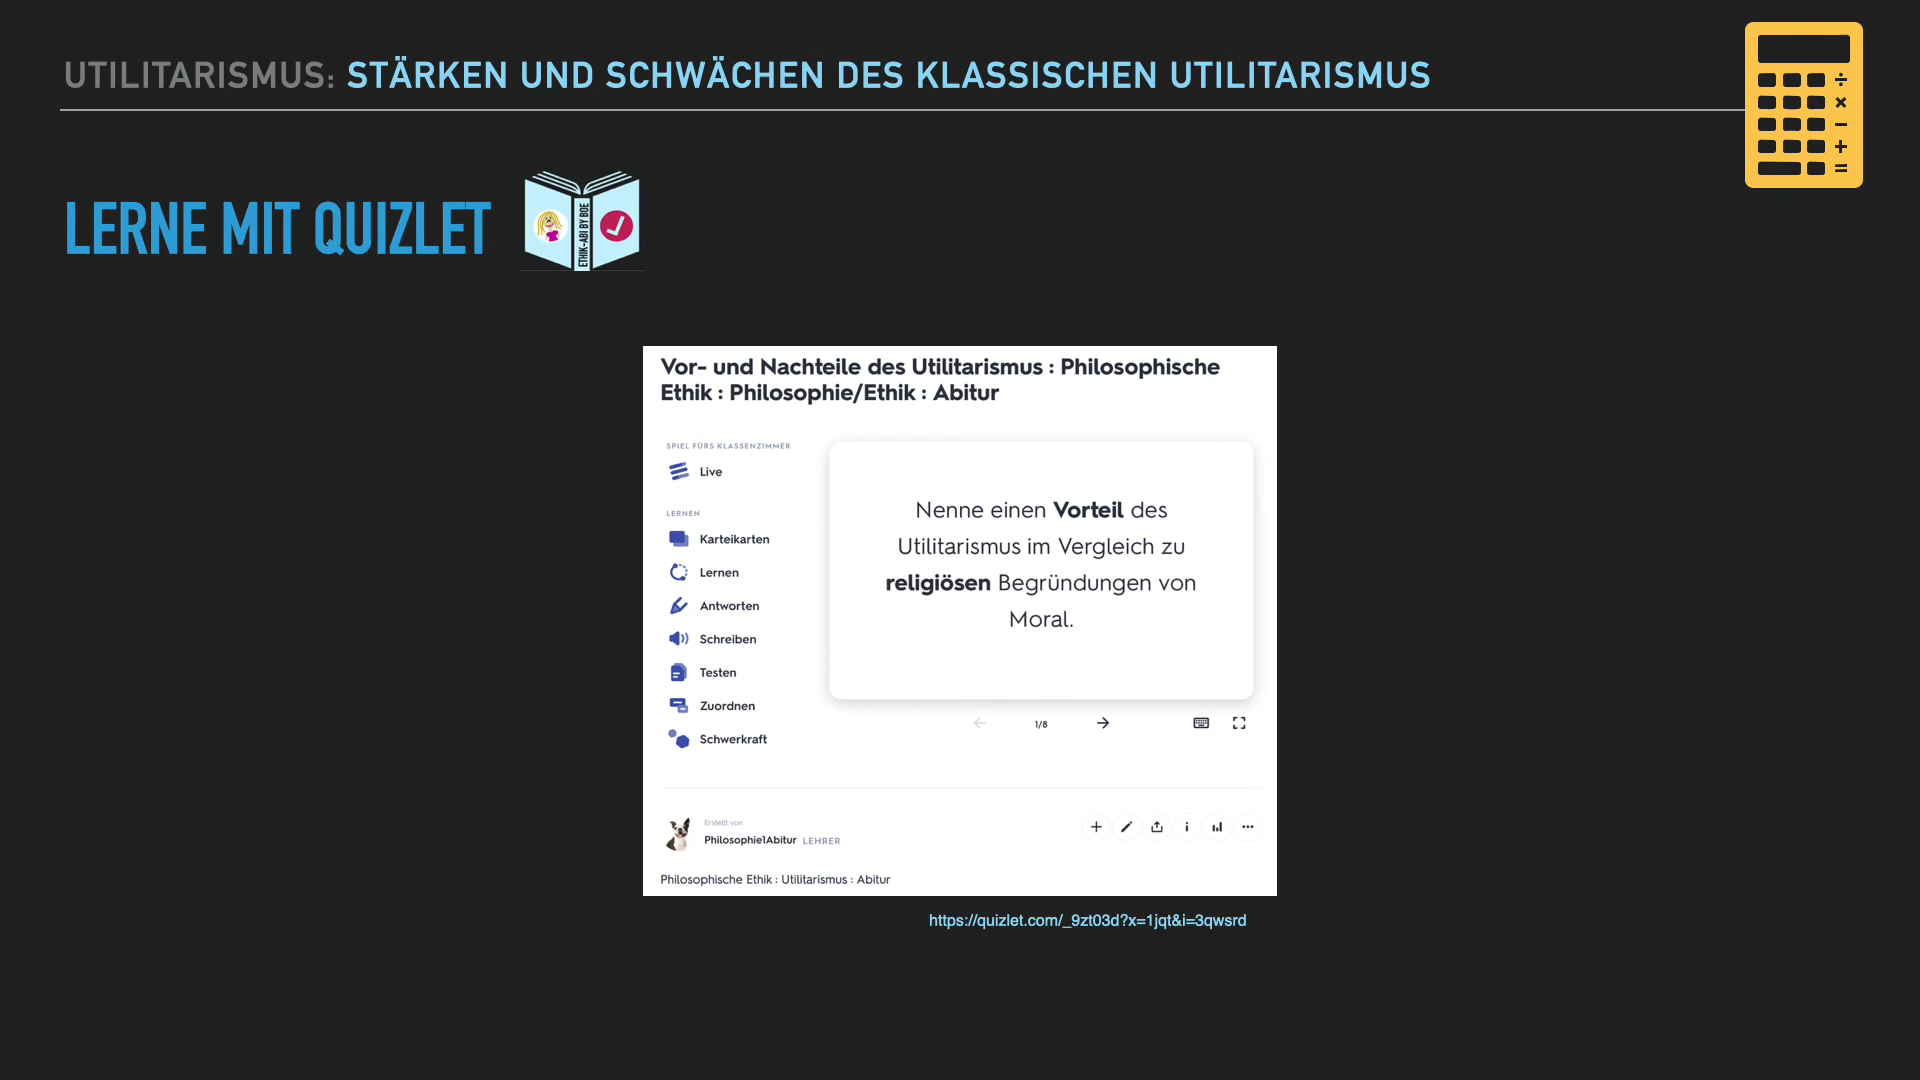 UTILITARISMUS: STÄRKEN UND SCHWÄCHEN DES KLASSISCHEN UTILITARISMUS
LERNE MIT QUIZLET
ETHIK-ABI BY BOE
Vor- und Nachteile des Utilitarismus : Philosophische
Ethik : Philosophie/Ethik : Abitur
SPIEL FÜRS KLASSENZIMMER
Live
LERNEN
Karteikarten
Lernen
Antworten
Schreiben
Testen
Zuordnen
Schwerkraft
Nenne einen Vorteil des
Utilitarismus im Vergleich zu
religiösen Begründungen von
Moral.
1/8
Erstellt von
Philosophie1Abitur LEHRER
Philosophische Ethik : Utilitarismus : Abitur
https://quizlet.com/_9zt03d?x=1jqt&i=3qwsrd